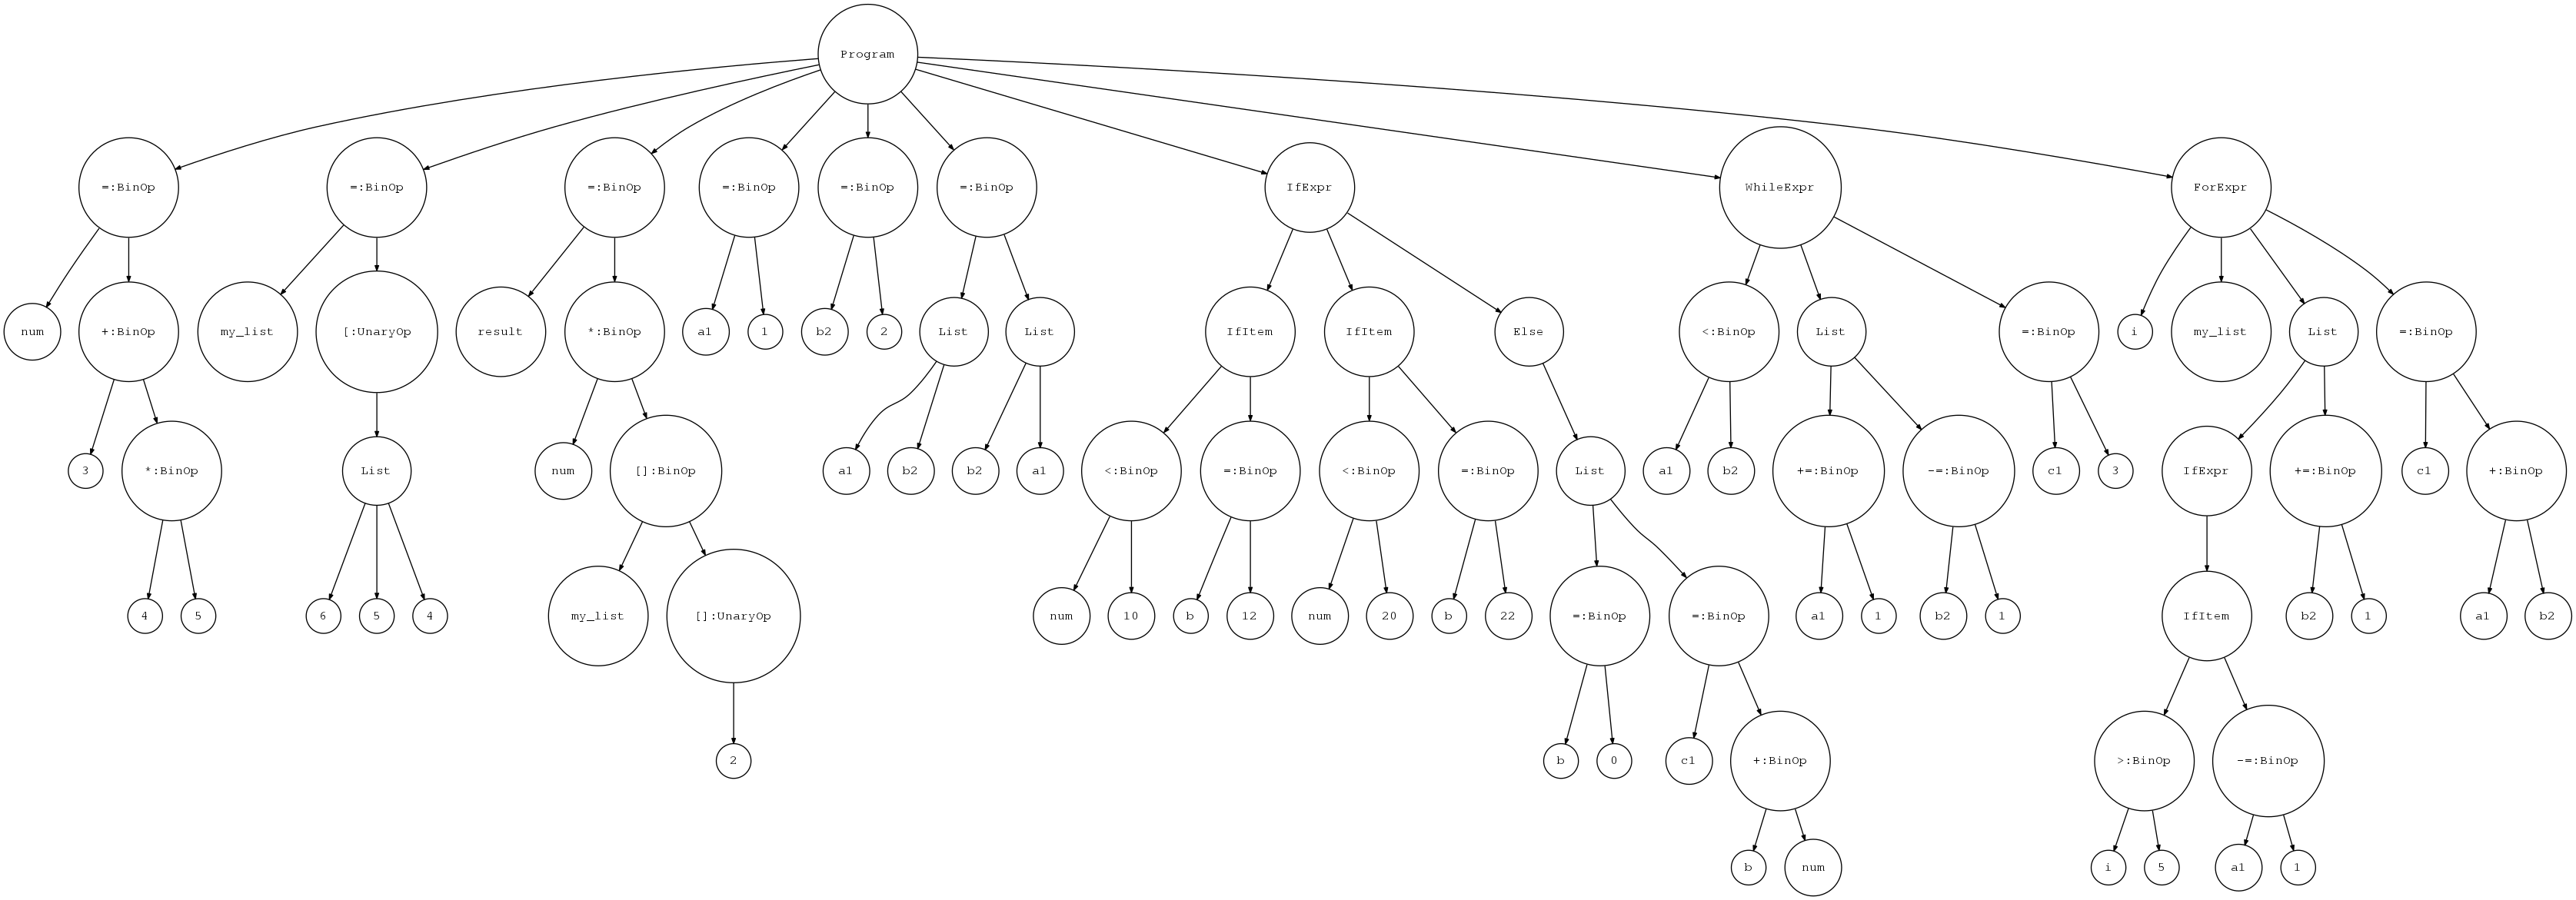 Program
=:BinOp
=:BinOp
=:BinOp
=:BinOp
=:BinOp
=:BinOp
IfExpr
WhileExpr
ForExpr
num
+:BinOp
my_list
[:UnaryOp
result
*:BinOp
a1
1
b2
2
List
List
IfItem
IfItem
Else
<:BinOp
List
=:BinOp
i
my_list
List
=:BinOp
3
*:BinOp
List
num
[]:BinOp
a1
b2
b2
a1
<:BinOp
=:BinOp
<:BinOp
=:BinOp
List
a1
b2
+=:BinOp
-=:BinOp
c1
3
IfExpr
+=:BinOp
c1
+:BinOp
4
5
6
5
4
my_list
[]:UnaryOp
num
10
b
12
num
20
b
22
=:BinOp
=:BinOp
a1
1
b2
1
IfItem
b2
1
a1
b2
2
b
0
c1
+:BinOp
>:BinOp
-=:BinOp
b
num
i
5
a1
1